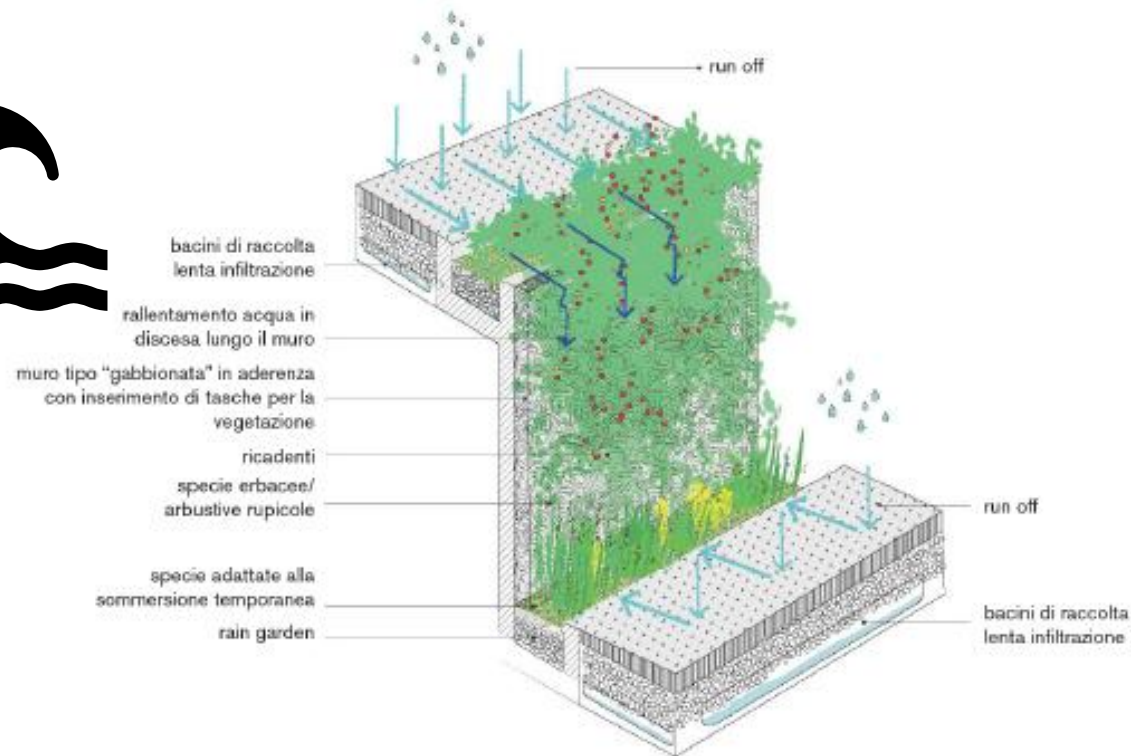 run off
bacini di raccolta
lenta infiltrazione
rallentamento acqua in
discesa lungo il muro
muro tipo “gabbionata” in aderenza
con inserimento di tasche per la
vegetazione
ricadenti
specie erbacee/
arbustive rupicole
specie adattate alla
sommersione temporanea
rain garden
run off
bacini di raccolta
lenta infiltrazione